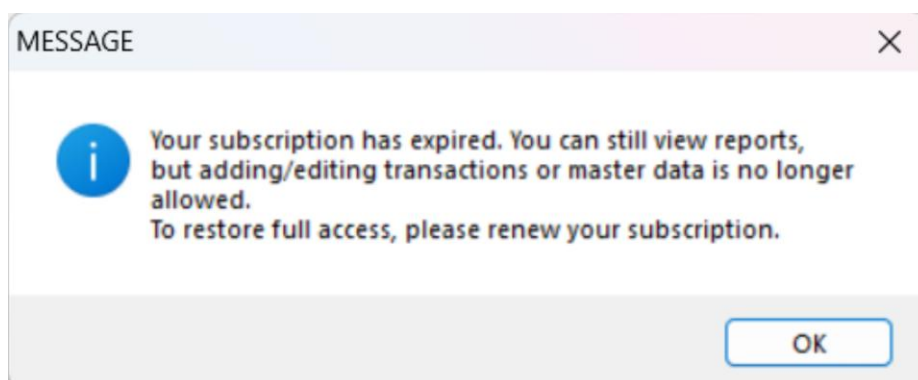 MESSAGE
Your subscription has expired. You can still view reports,
but adding/editing transactions or master data is no longer
allowed.
To restore full access, please renew your subscription.
OK